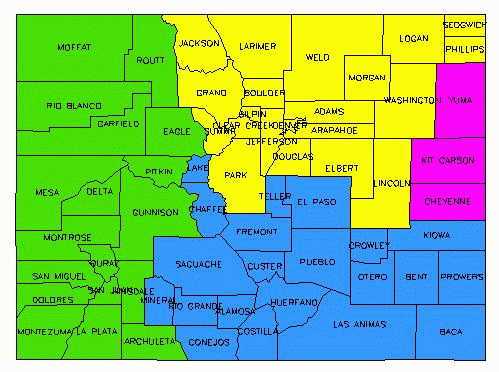 SEDGWICH
LOGAN
JACKSON
LARIMER
MOFFAT
PHILLIPS
WELD
ROUTT
MORGAN
GRAND
BOULDER
WASHINGTON
YUMA
RIO BLANCO
ADAMS
GILPIN
GARFIELD
CLEAR CREEK
DENVER
EAGLE
SUMMIT
ARAPAHOE
JEFFERSON
DOUGLAS
KIT CARSON
ELBERT
LAKE
PITKIN
PARK
LINCOLN
MESA
DELTA
TELLER
EL PASO
CHEYENNE
GUNNISON
CHAFFEE
FREMONT
KIOWA
MONTROSE
CROWLEY
OURAY
SAGUACHE
CUSTER
PUEBLO
SAN MIGUEL
OTERO
BENT
PROWERS
SAN JUAN
HINSDALE
DOLORES
MINERAL
HUERFANO
RIO GRANDE
ALAMOSA
LAS ANIMAS
MONTEZUMA
LA PLATA
COSTILLA
BACA
ARCHULETA
CONEJOS